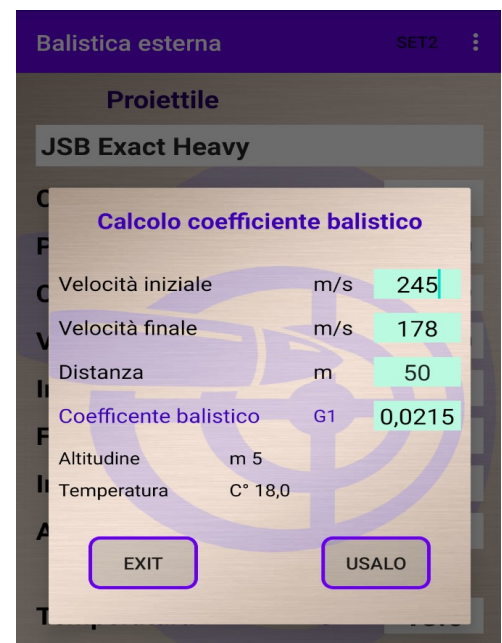 Balistica esterna SET2
Proiettile
JSB Exact Heavy
Calcolo coefficiente balistico
Velocità iniziale m/s 245
Velocità finale m/s 178
Distanza m 50
Coefficente balistico G1 0,0215
Altitudine m 5
Temperatura C° 18,0
EXIT USALO